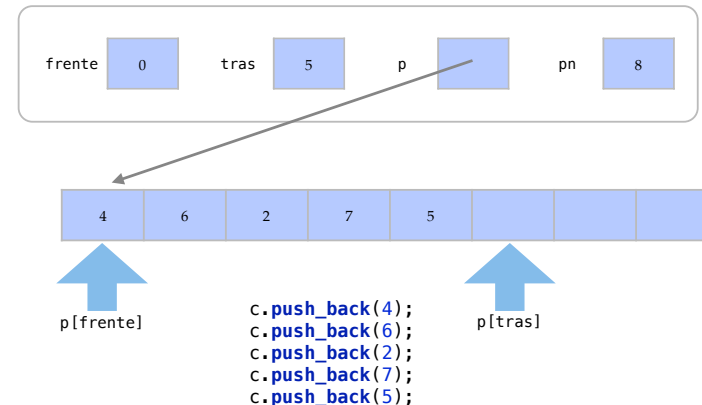 frente 0 tras 5 p pn 8
4 6 2 7 5
p[frente] p[tras]
c.push_back(4);
c.push_back(6);
c.push_back(2);
c.push_back(7);
c.push_back(5);